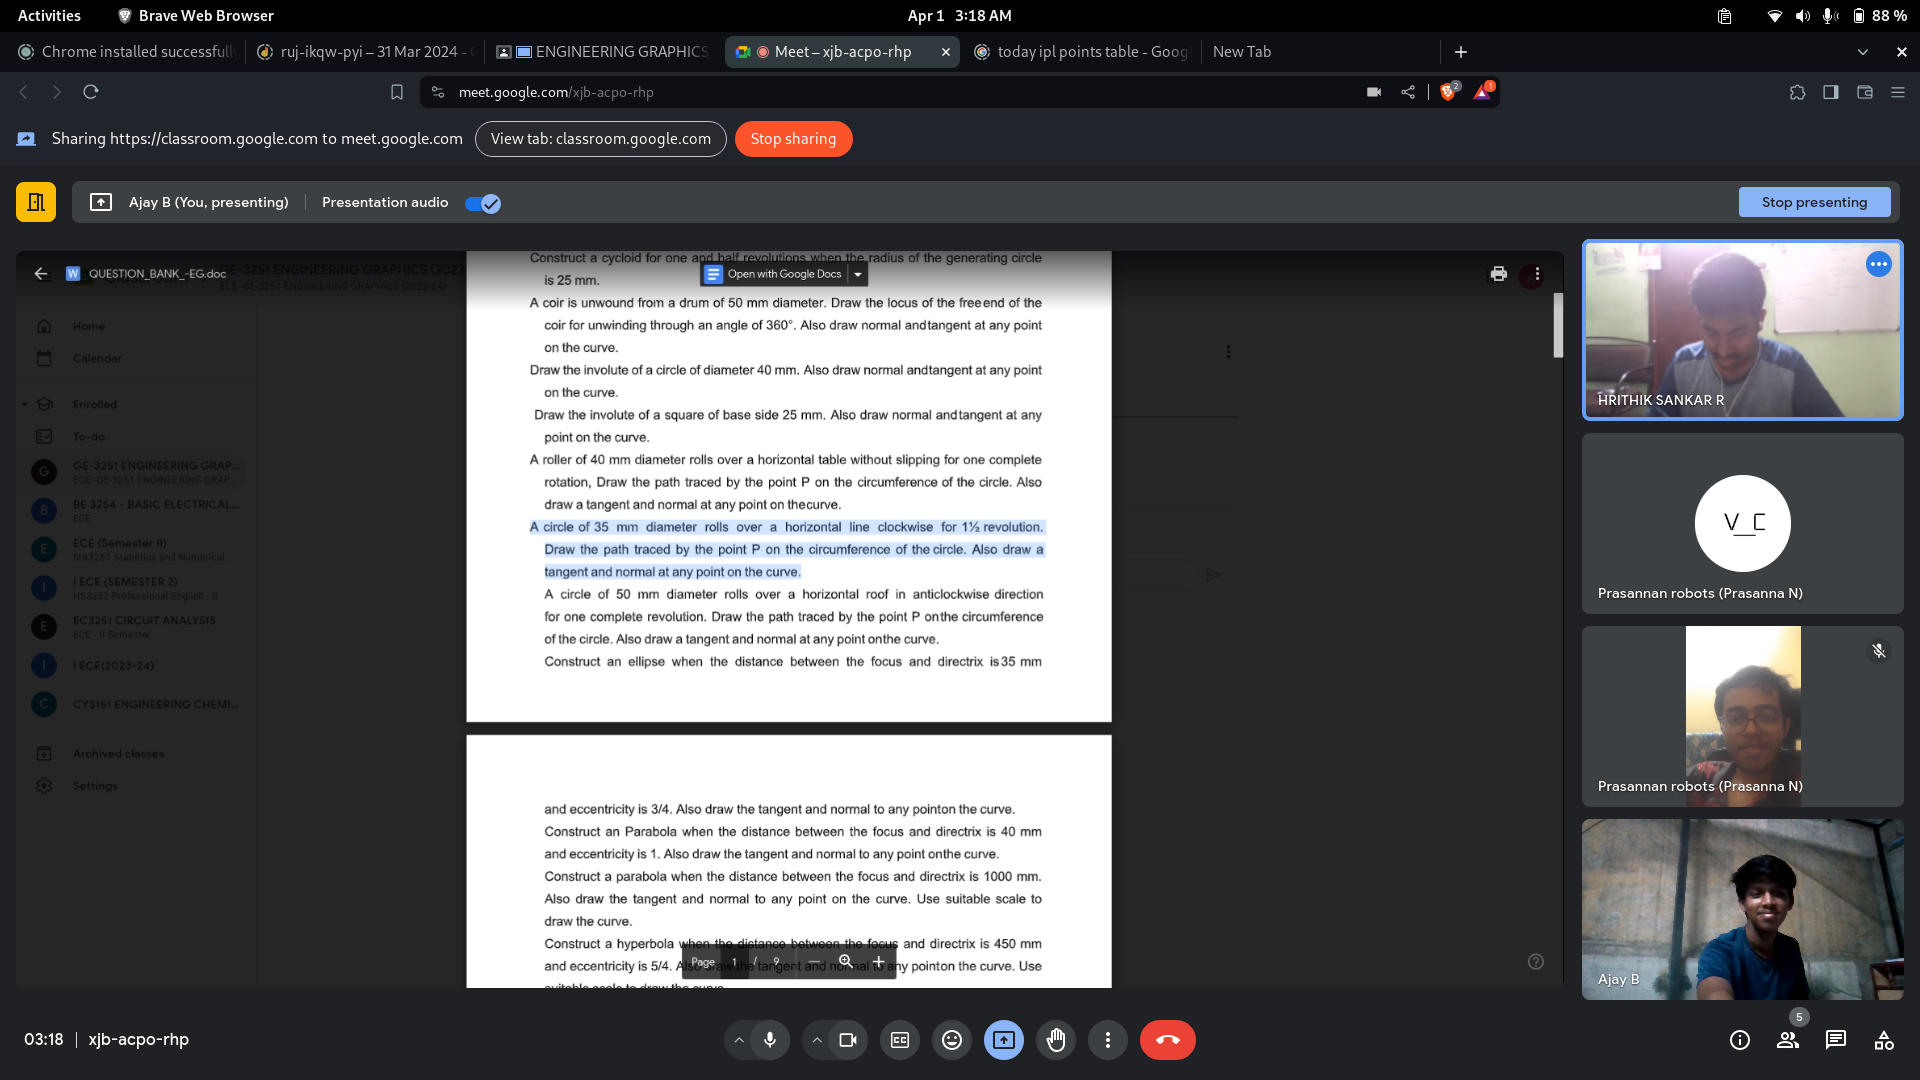 Activities
Brave Web Browser
Apr 1 3:18 AM
88 %
Chrome installed successfull
ruj-ikqw-pyi – 31 Mar 2024 -
ENGINEERING GRAPHICS
Meet – xjb-acpo-rhp
today ipl points table - Goog
New Tab
meet.google.com/xjb-acpo-rhp
2
1
Sharing https://classroom.google.com to meet.google.com
View tab: classroom.google.com
Stop sharing
Ajay B (You, presenting)
Presentation audio
Stop presenting
QUESTION_BANK_-EG.doc
GE-3251 ENGINEERING GRAPHICS (2023
ECE -GE-3251 ENGINEERING GRAPHICS (2023-24)
Open with Google Docs
Home
Calendar
Enrolled
To-do
G
GE-3251 ENGINEERING GRAP...
ECE -GE-3251 ENGINEERING GRAP...
B
BE 3254 - BASIC ELECTRICAL...
ECE
E
ECE (Semester II)
MA3251 Statistics and Numerical...
I
I ECE (SEMESTER 2)
HS3252 Professional English - II
E
EC3251 CIRCUIT ANALYSIS
ECE - II Semester
I
I ECE(2023-24)
C
CY3151 ENGINEERING CHEMI...
Archived classes
Settings
Construct a cycloid for one and half revolutions when the radius of the generating circle
is 25 mm.
A coir is unwound from a drum of 50 mm diameter. Draw the locus of the free end of the
coir for unwinding through an angle of 360°. Also draw normal andtangent at any point
on the curve.
Draw the involute of a circle of diameter 40 mm. Also draw normal andtangent at any point
on the curve.
Draw the involute of a square of base side 25 mm. Also draw normal andtangent at any
point on the curve.
A roller of 40 mm diameter rolls over a horizontal table without slipping for one complete
rotation, Draw the path traced by the point P on the circumference of the circle. Also
draw a tangent and normal at any point on thecurve.
A circle of 35 mm diameter rolls over a horizontal line clockwise for 1½ revolution.
Draw the path traced by the point P on the circumference of the circle. Also draw a
tangent and normal at any point on the curve.
A circle of 50 mm diameter rolls over a horizontal roof in anticlockwise direction
for one complete revolution. Draw the path traced by the point P onthe circumference
of the circle. Also draw a tangent and normal at any point onthe curve.
Construct an ellipse when the distance between the focus and directrix is 35 mm
and eccentricity is 3/4. Also draw the tangent and normal to any pointon the curve.
Construct an Parabola when the distance between the focus and directrix is 40 mm
and eccentricity is 1. Also draw the tangent and normal to any point onthe curve.
Construct a parabola when the distance between the focus and directrix is 1000 mm.
Also draw the tangent and normal to any point on the curve. Use suitable scale to
draw the curve.
Construct a hyperbola when the distance between the focus and directrix is 450 mm
and eccentricity is 5/4. Also draw the tangent and normal to any pointon the curve. Use
suitable scale to draw the curve.
Page 1 / 9
HRITHIK SANKAR R
V_C
Prasannan robots (Prasanna N)
Prasannan robots (Prasanna N)
Ajay B
03:18
xjb-acpo-rhp
5